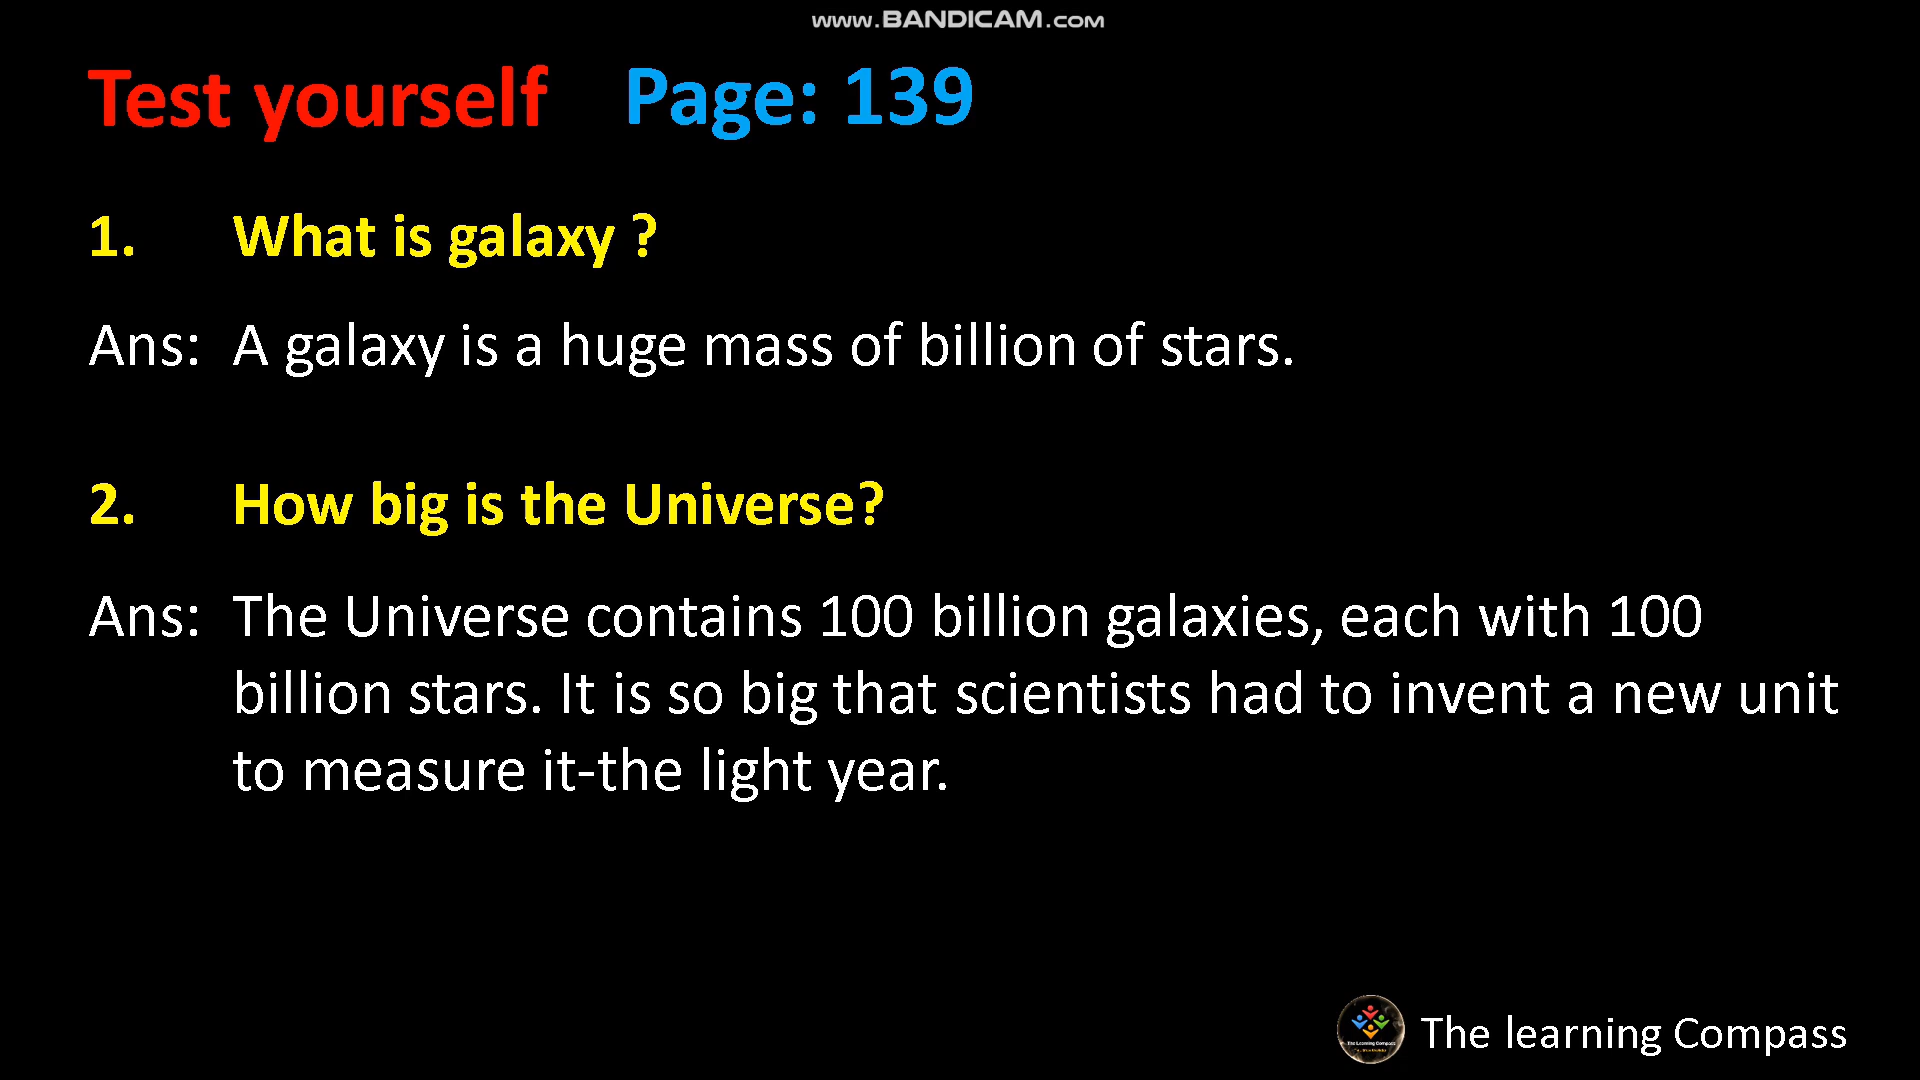 www.BANDICAM.com
Test yourself Page: 139
1. What is galaxy ?
Ans: A galaxy is a huge mass of billion of stars.
2. How big is the Universe?
Ans: The Universe contains 100 billion galaxies, each with 100
billion stars. It is so big that scientists had to invent a new unit
to measure it-the light year.
The Learning Compass
The learning Compass